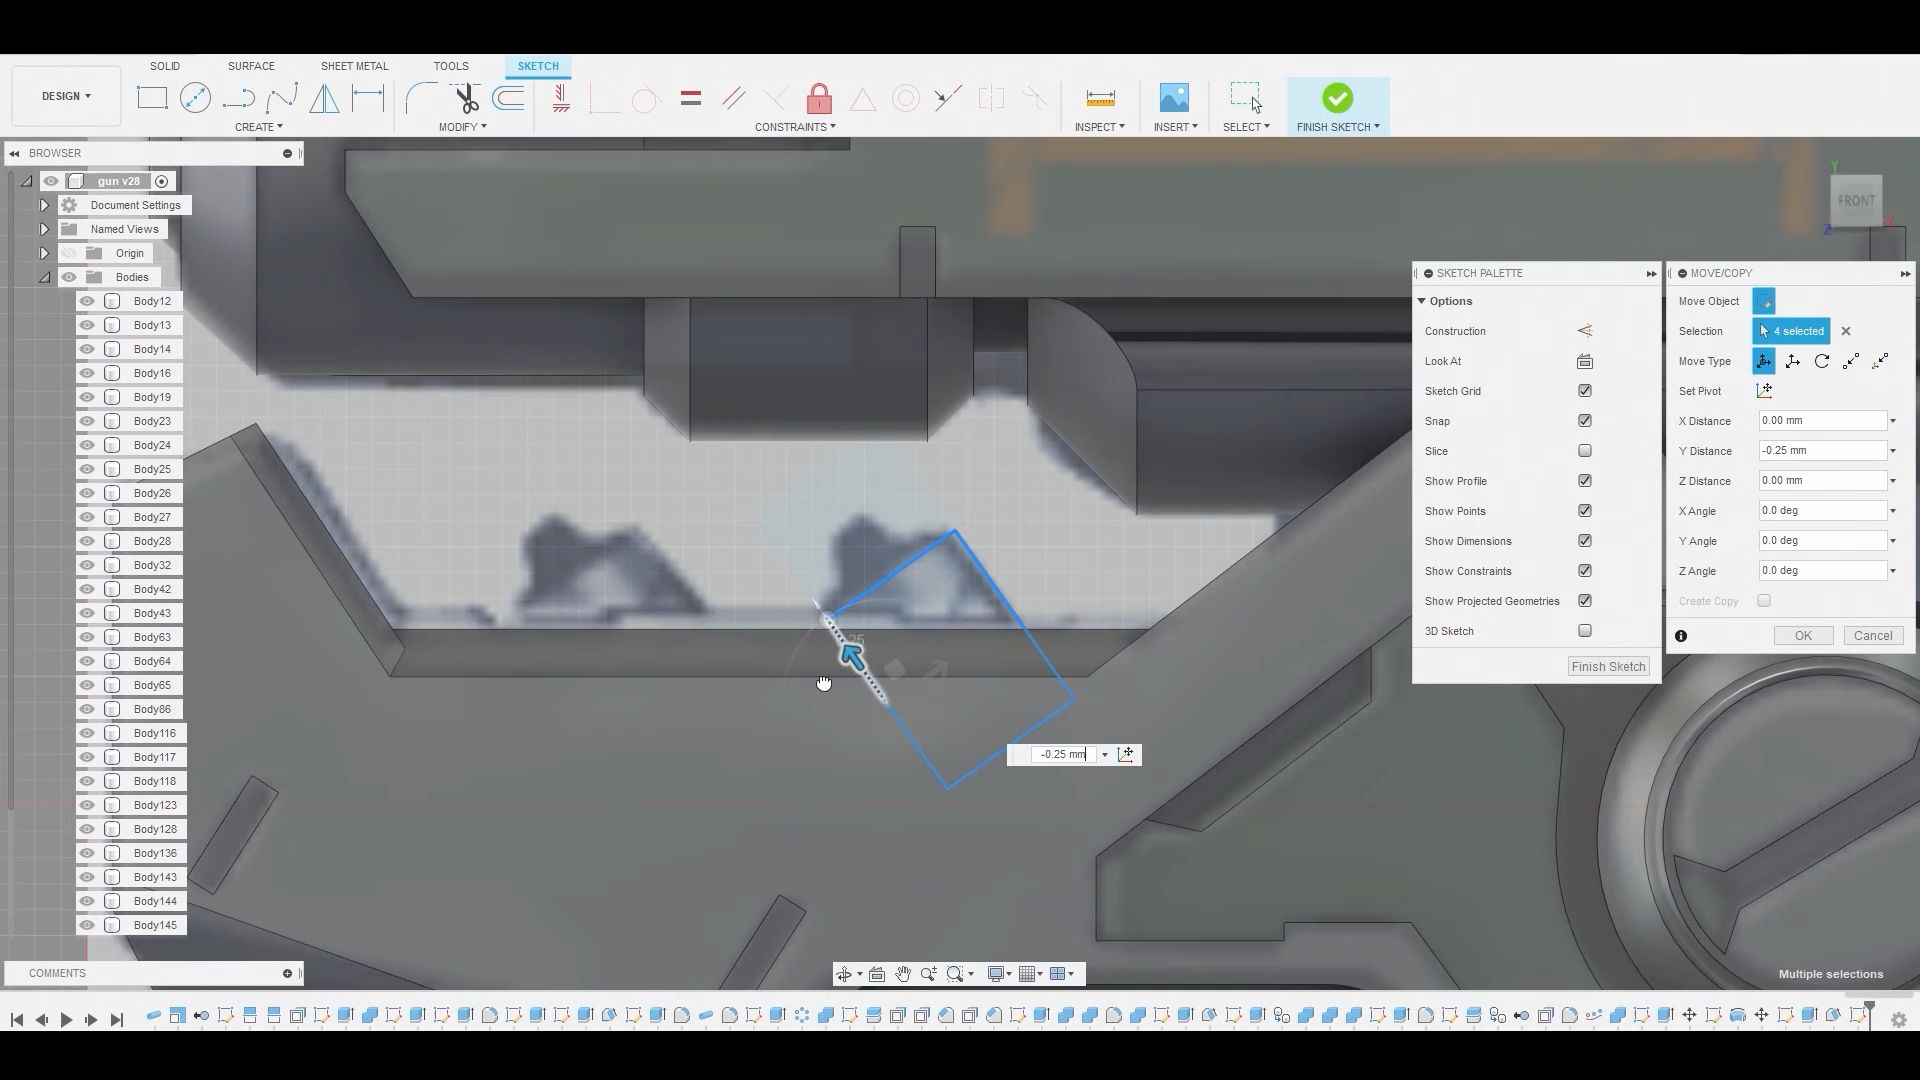 SOLID SURFACE SHEET METAL TOOLS SKETCH
DESIGN
CREATE MODIFY CONSTRAINTS INSPECT INSERT SELECT FINISH SKETCH
BROWSER
gun v28
Document Settings
Named Views
Origin
Bodies
Body12
Body13
Body14
Body16
Body19
Body23
Body24
Body25
Body26
Body27
Body28
Body32
Body42
Body43
Body63
Body64
Body65
Body86
Body116
Body117
Body118
Body123
Body128
Body136
Body143
Body144
Body145
COMMENTS
Y
FRONT
Z
SKETCH PALETTE
Options
Construction
Look At
Sketch Grid
Snap
Slice
Show Profile
Show Points
Show Dimensions
Show Constraints
Show Projected Geometries
3D Sketch
Finish Sketch
MOVE/COPY
Move Object
Selection 4 selected
Move Type
Set Pivot
X Distance 0.00 mm
Y Distance -0.25 mm
Z Distance 0.00 mm
X Angle 0.0 deg
Y Angle 0.0 deg
Z Angle 0.0 deg
Create Copy
OK Cancel
-0.25 mm
Multiple selections